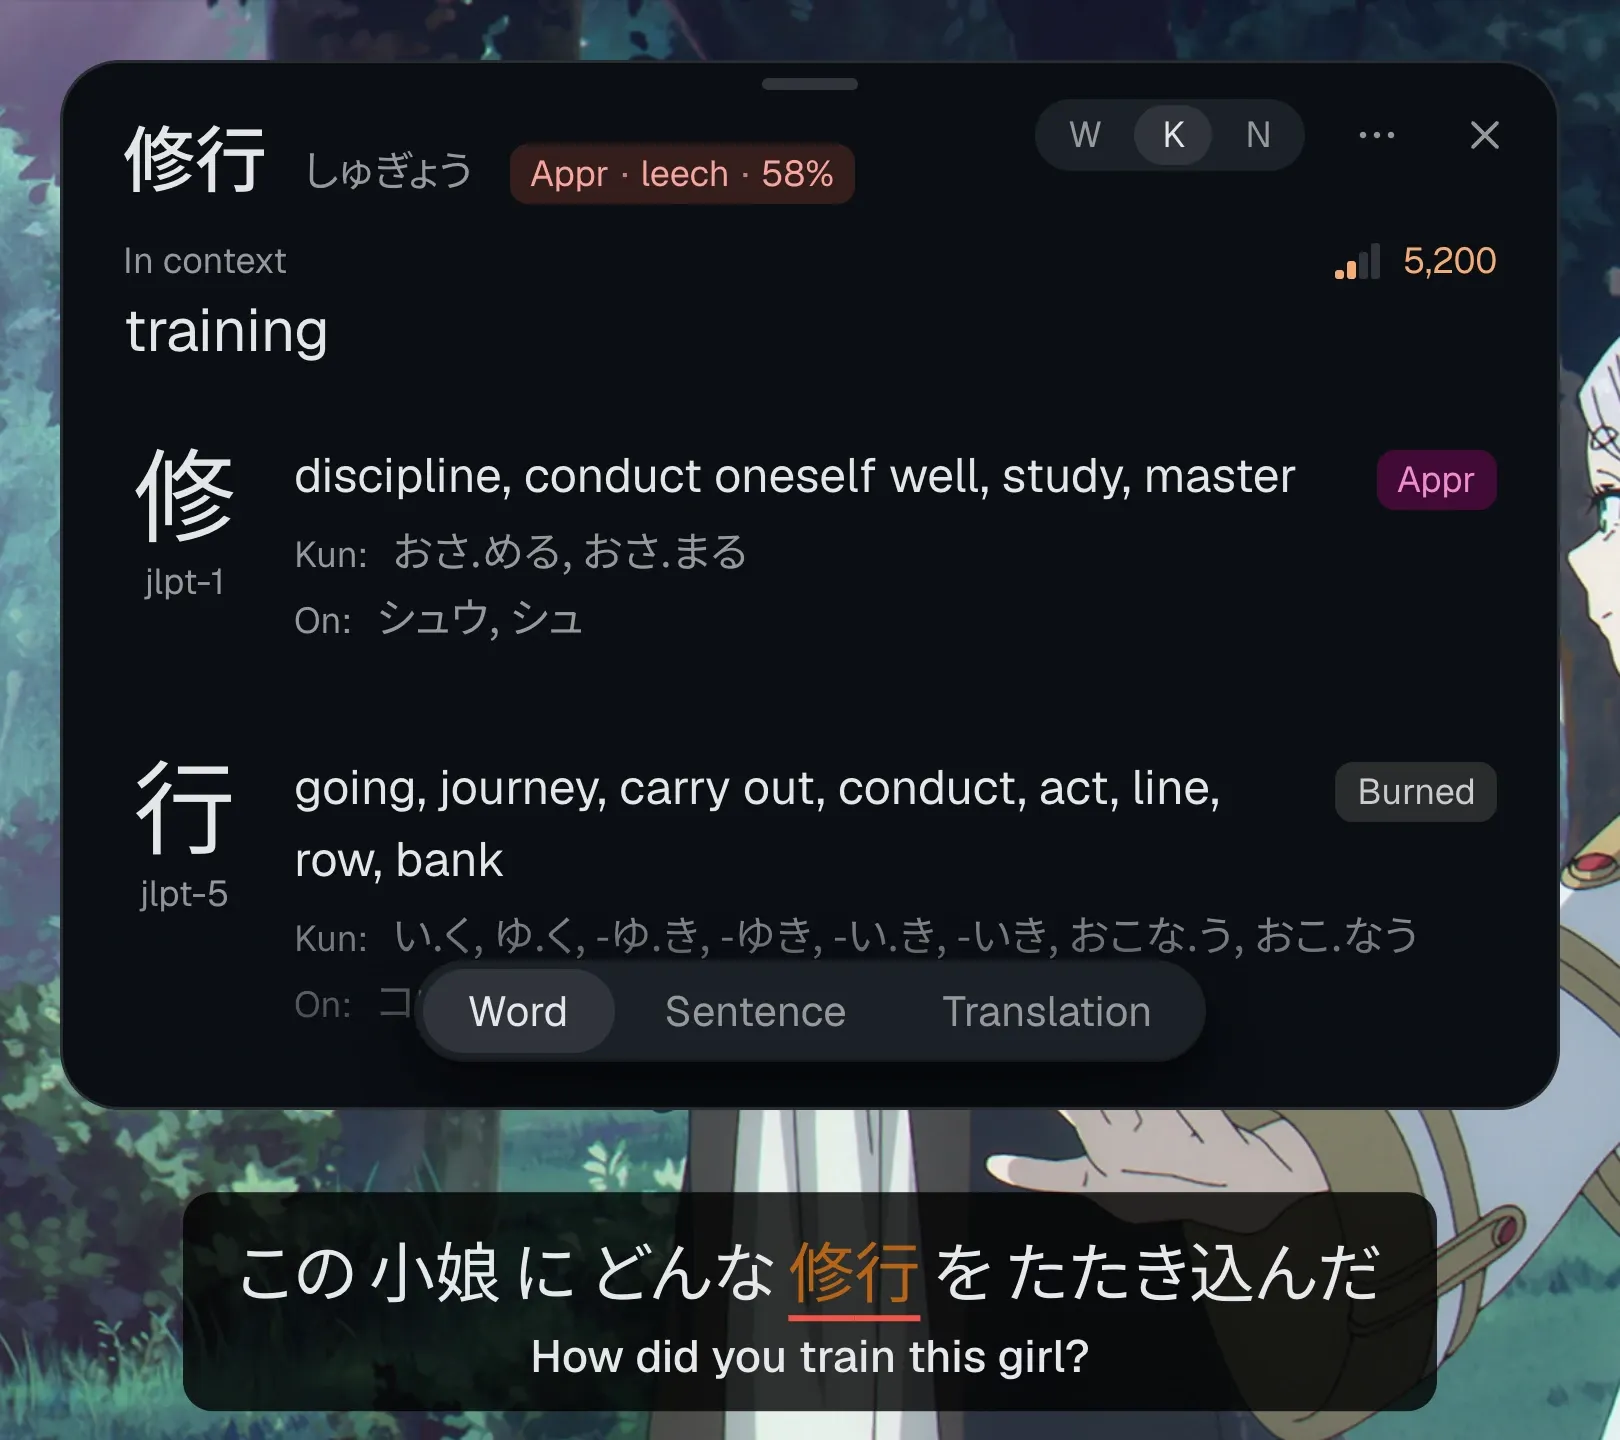 修行 しゅぎょう Appr · leech · 58% W K N
In context 5,200
training
修 discipline, conduct oneself well, study, master Appr
Kun: おさ.める, おさ.まる
jlpt-1
On: シュウ, シュ
行 going, journey, carry out, conduct, act, line,
row, bank
Burned
jlpt-5
Kun: い.く, ゆ.く, -ゆ.き, -ゆき, -い.き, -いき, おこな.う, おこ.なう
On: コ
Word Sentence Translation
この 小娘 に どんな 修行 を たたき込んだ
How did you train this girl?